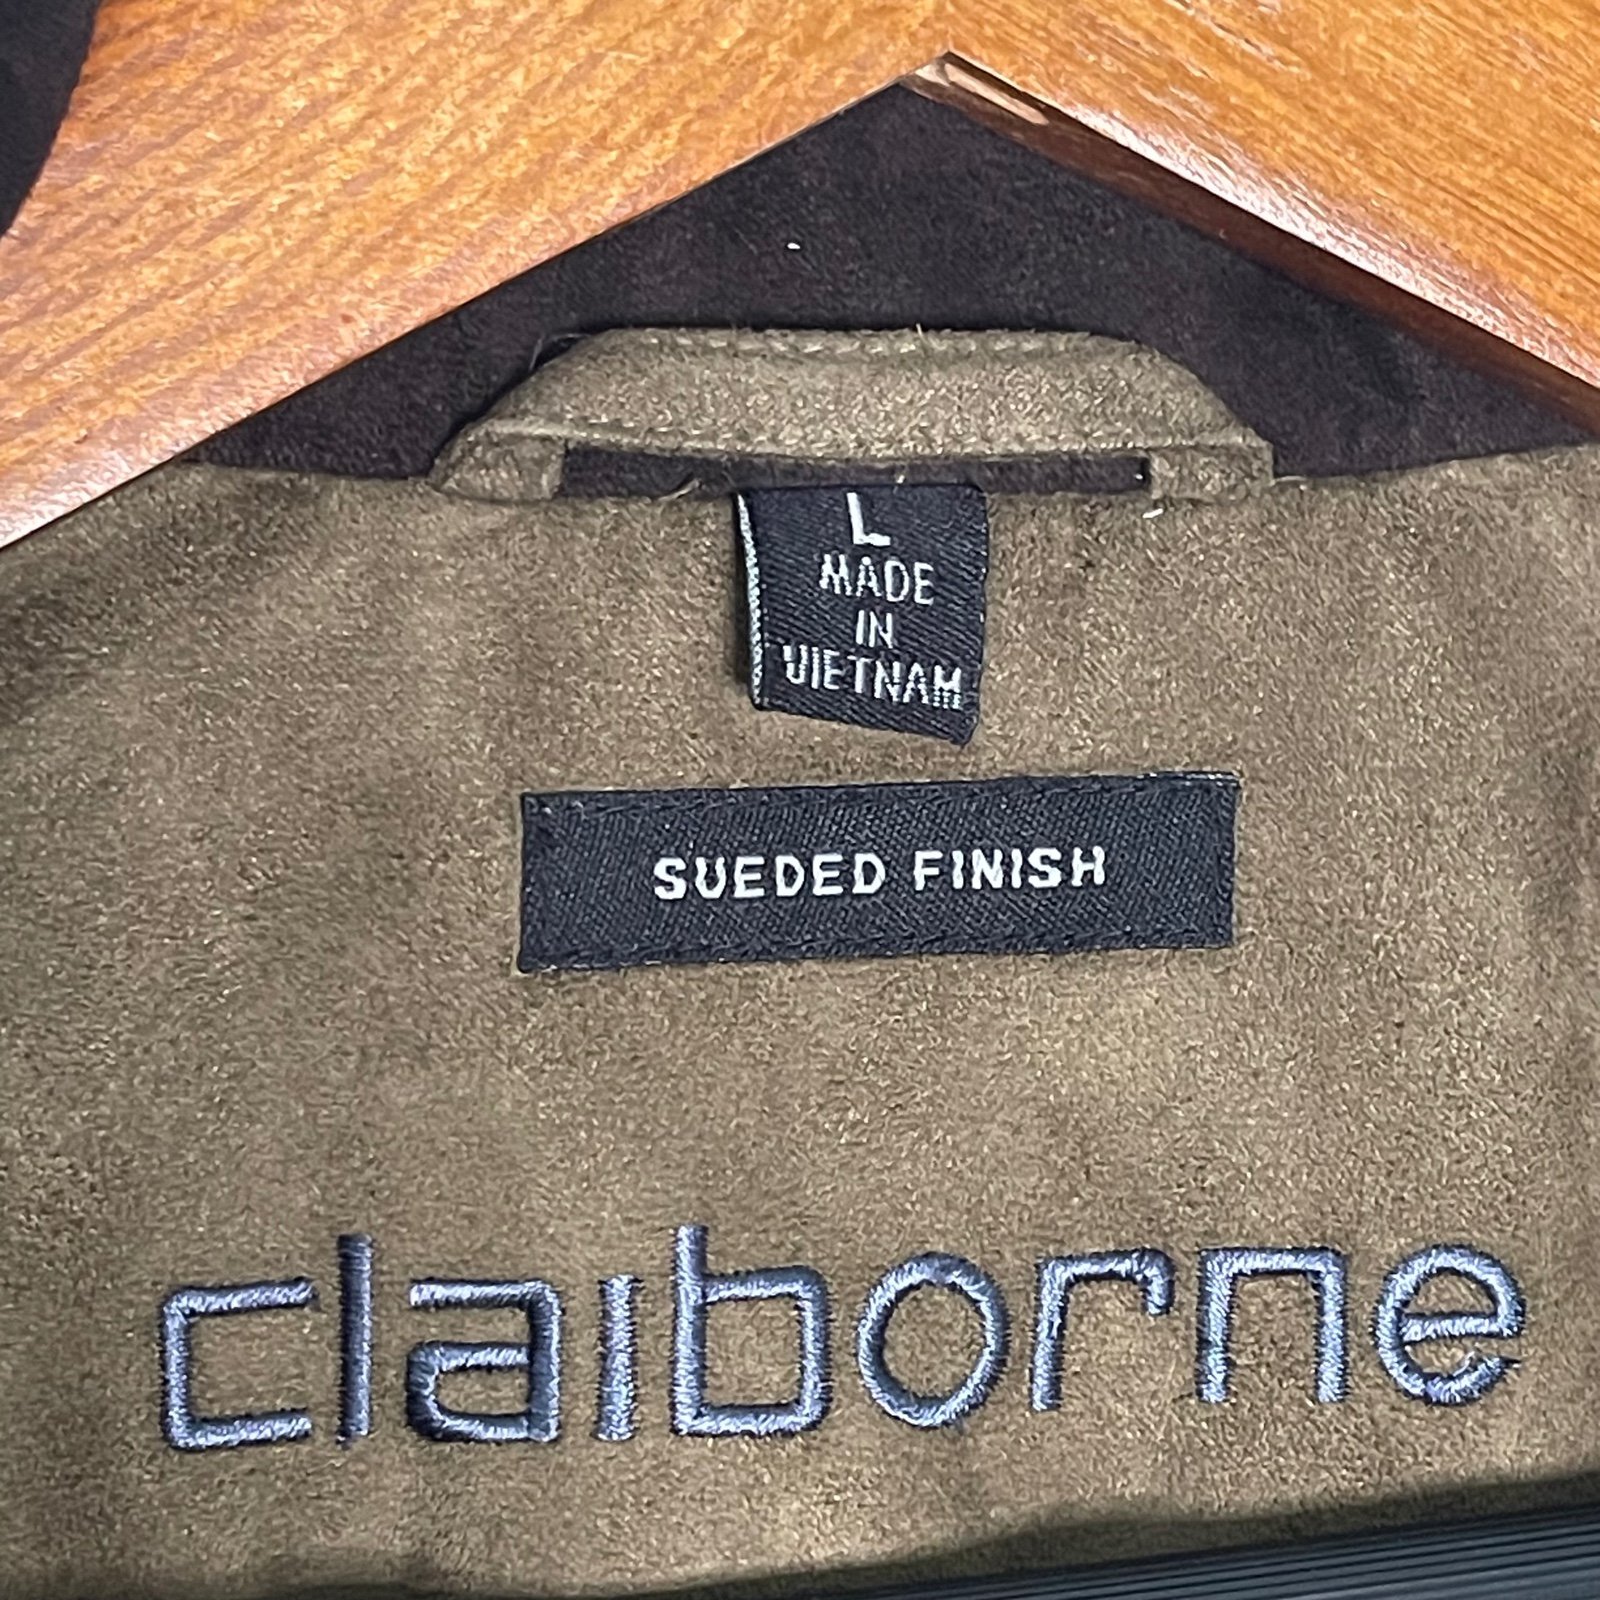 L
MADE
IN
VIETNAM
SUEDED FINISH
claiborne